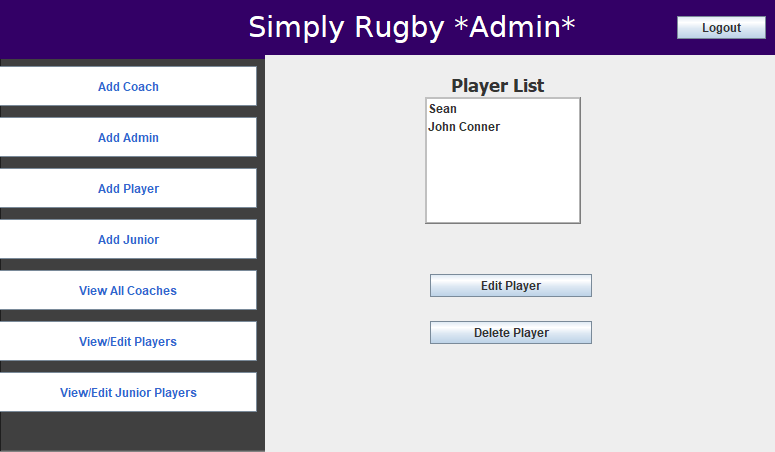 Simply Rugby *Admin*
Logout
Add Coach
Add Admin
Add Player
Add Junior
View All Coaches
View/Edit Players
View/Edit Junior Players
Player List
Sean
John Conner
Edit Player
Delete Player